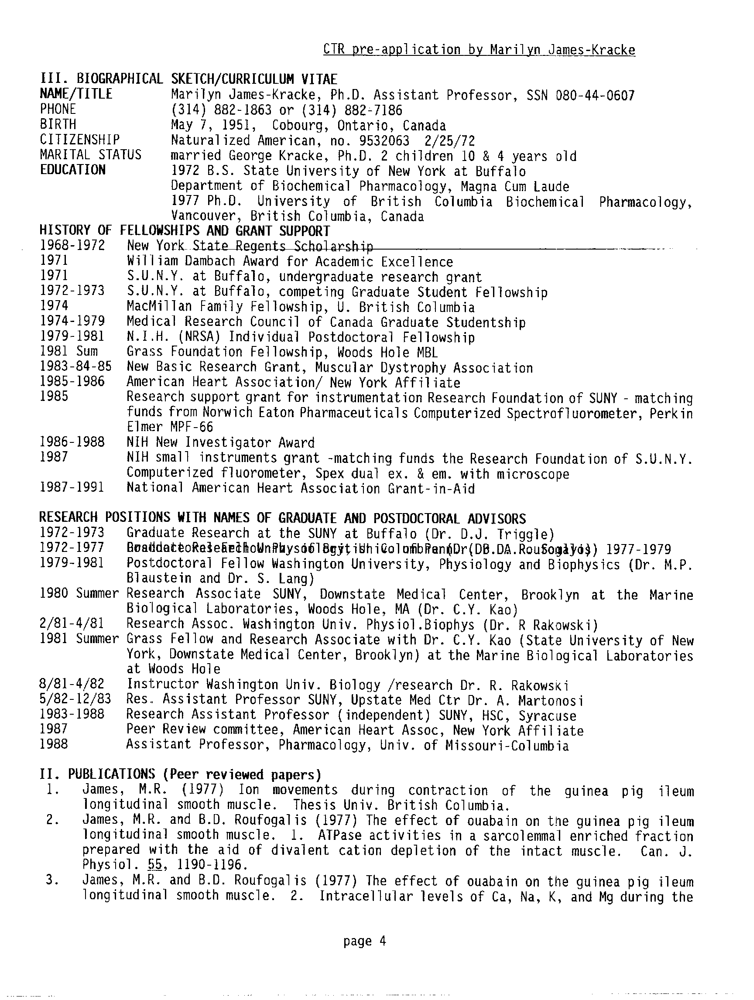 CTR pre-application by Marilyn James-Kracke
III. BIOGRAPHICAL SKETCH/CURRICULUM VITAE
NAME/TITLE Marilyn James-Kracke, Ph.D. Assistant Professor, SSN 080-44-0607
PHONE (314) 882-1863 or (314) 882-7186
BIRTH May 7, 1951, Cobourg, Ontario, Canada
CITIZENSHIP Naturalized American, no. 9532063 2/25/72
MARITAL STATUS married George Kracke, Ph.D. 2 children 10 & 4 years old
EDUCATION 1972 B.S. State University of New York at Buffalo
Department of Biochemical Pharmacology, Magna Cum Laude
1977 Ph.D. University of British Columbia Biochemical Pharmacology,
Vancouver, British Columbia, Canada
HISTORY OF FELLOWSHIPS AND GRANT SUPPORT
1968-1972 New York State Regents Scholarship
1971 William Dambach Award for Academic Excellence
1971 S.U.N.Y. at Buffalo, undergraduate research grant
1972-1973 S.U.N.Y. at Buffalo, competing Graduate Student Fellowship
1974 MacMillan Family Fellowship, U. British Columbia
1974-1979 Medical Research Council of Canada Graduate Studentship
1979-1981 N.I.H. (NRSA) Individual Postdoctoral Fellowship
1981 Sum Grass Foundation Fellowship, Woods Hole MBL
1983-84-85 New Basic Research Grant, Muscular Dystrophy Association
1985-1986 American Heart Association/ New York Affiliate
1985 Research support grant for instrumentation Research Foundation of SUNY - matching
funds from Norwich Eaton Pharmaceuticals Computerized Spectrofluorometer, Perkin
Elmer MPF-66
1986-1988 NIH New Investigator Award
1987 NIH small instruments grant -matching funds the Research Foundation of S.U.N.Y.
Computerized fluorometer, Spex dual ex. & em. with microscope
1987-1991 National American Heart Association Grant-in-Aid
RESEARCH POSITIONS WITH NAMES OF GRADUATE AND POSTDOCTORAL ADVISORS
1972-1973 Graduate Research at the SUNY at Buffalo (Dr. D.J. Triggle)
1972-1977 1977-1979
1979-1981 Postdoctoral Fellow Washington University, Physiology and Biophysics (Dr. M.P.
Blaustein and Dr. S. Lang)
1980 Summer Research Associate SUNY, Downstate Medical Center, Brooklyn at the Marine
Biological Laboratories, Woods Hole, MA (Dr. C.Y. Kao)
2/81-4/81 Research Assoc. Washington Univ. Physiol.Biophys (Dr. R Rakowski)
1981 Summer Grass Fellow and Research Associate with Dr. C.Y. Kao (State University of New
York, Downstate Medical Center, Brooklyn) at the Marine Biological Laboratories
at Woods Hole
8/81-4/82 Instructor Washington Univ. Biology /research Dr. R. Rakowski
5/82-12/83 Res. Assistant Professor SUNY, Upstate Med Ctr Dr. A. Martonosi
1983-1988 Research Assistant Professor (independent) SUNY, HSC, Syracuse
1987 Peer Review committee, American Heart Assoc, New York Affiliate
1988 Assistant Professor, Pharmacology, Univ. of Missouri-Columbia
II. PUBLICATIONS (Peer reviewed papers)
1. James, M.R. (1977) Ion movements during contraction of the guinea pig ileum
longitudinal smooth muscle. Thesis Univ. British Columbia.
2. James, M.R. and B.D. Roufogalis (1977) The effect of ouabain on the guinea pig ileum
longitudinal smooth muscle. 1. ATPase activities in a sarcolemmal enriched fraction
prepared with the aid of divalent cation depletion of the intact muscle. Can. J.
Physiol. 55, 1190-1196.
3. James, M.R. and B.D. Roufogalis (1977) The effect of ouabain on the guinea pig ileum
longitudinal smooth muscle. 2. Intracellular levels of Ca, Na, K, and Mg during the
page 4